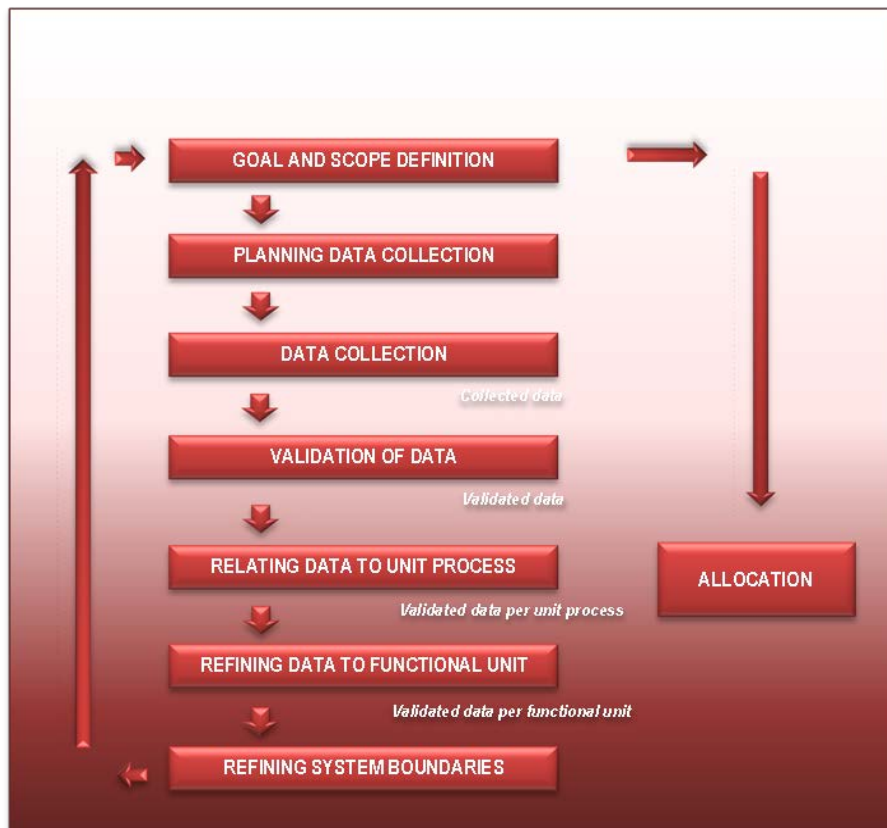 GOAL AND SCOPE DEFINITION
PLANNING DATA COLLECTION
DATA COLLECTION
Collected data
VALIDATION OF DATA
Validated data
RELATING DATA TO UNIT PROCESS
ALLOCATION
Validated data per unit process
REFINING DATA TO FUNCTIONAL UNIT
Validated data per functional unit
REFINING SYSTEM BOUNDARIES